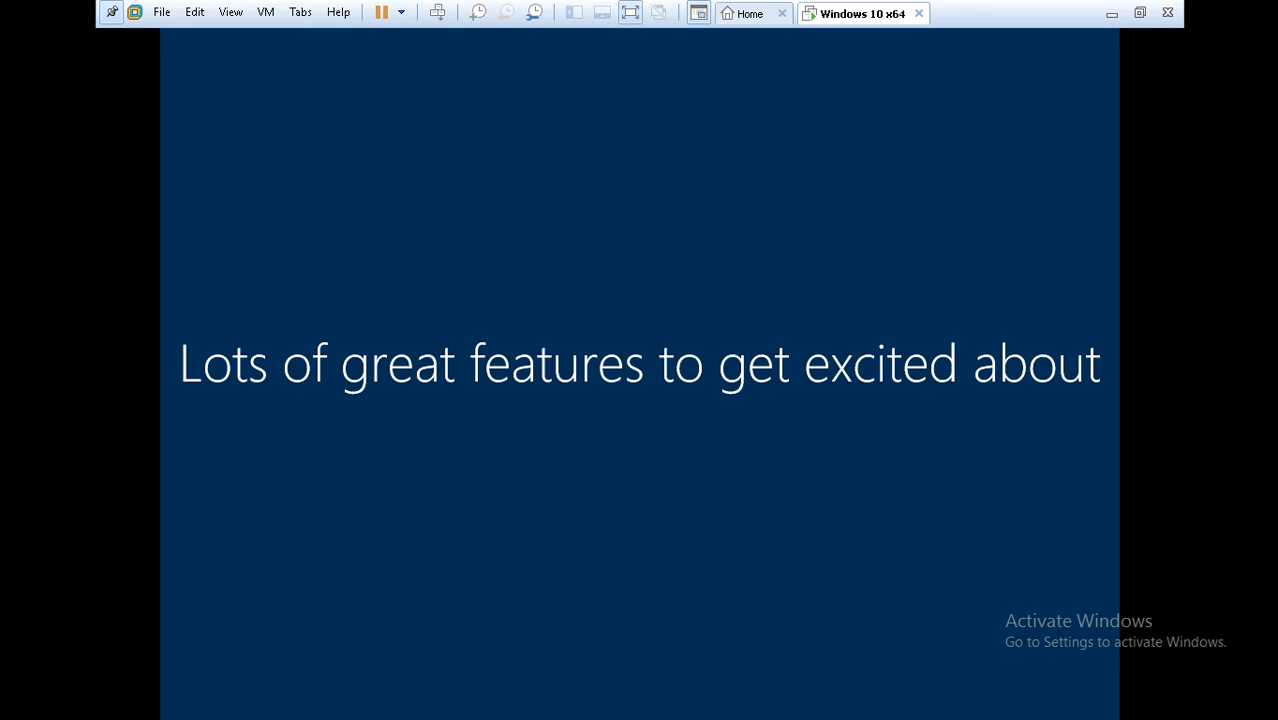 File Edit View VM Tabs Help Home Windows 10 x64
Lots of great features to get excited about
Activate Windows
Go to Settings to activate Windows.